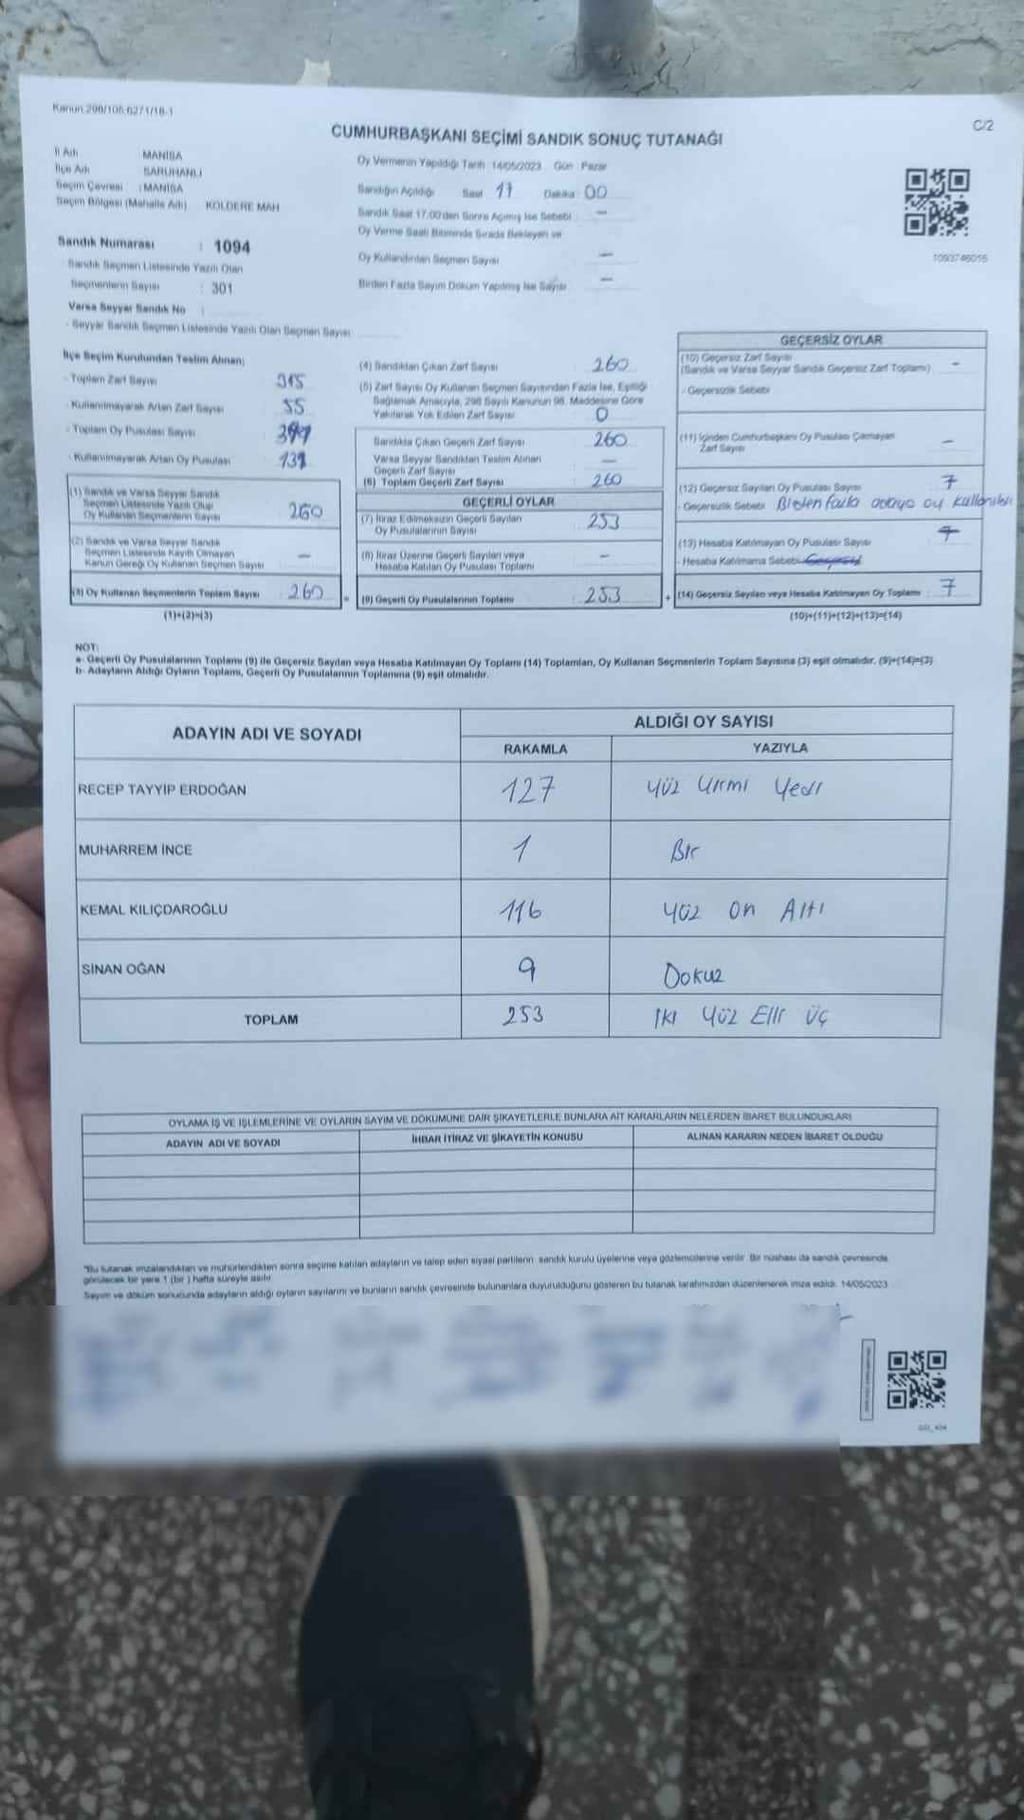 Kanun 298/106-6271/18-1
C/2
CUMHURBAŞKANI SEÇİMİ SANDIK SONUÇ TUTANAĞI
İl Adı MANİSA
İlçe Adı SARUHANLI
Seçim Çevresi : MANİSA
Seçim Bölgesi (Mahalle Adı) KOLDERE MAH
Sandık Numarası : 1094
Sandık Seçmen Listesinde Yazılı Olan
Seçmenlerin Sayısı : 301
Varsa Seyyar Sandık No
- Seyyar Sandık Seçmen Listesinde Yazılı Olan Seçmen Sayısı
Oy Vermenin Yapıldığı Tarih 14/05/2023 Gün Pazar
Sandığın Açıldığı Saat 17 Dakika 00
Sandık Saat 17.00'den Sonra Açmış İse Sebebi –
Oy Verme Saati Bitiminde Sırada Bekleyen ve
Oy Kullandırılan Seçmen Sayısı –
Birden Fazla Sayım Döküm Yapılmış İse Sayısı –
1093746016
İlçe Seçim Kurulundan Teslim Alınan;
- Toplam Zarf Sayısı 315
- Kullanılmayarak Artan Zarf Sayısı 55
- Toplam Oy Pusulası Sayısı
- Kullanılmayarak Artan Oy Pusulası
(1) Sandık ve Varsa Seyyar Sandık
Seçmen Listesinde Yazılı Olup
Oy Kullanan Seçmenlerin Sayısı 260
(2) Sandık ve Varsa Seyyar Sandık
Seçmen Listesinde Kayıtlı Olmayan
Kanun Gereği Oy Kullanan Seçmen Sayısı –
(3) Oy Kullanan Seçmenlerin Toplam Sayısı 260 =
(1)+(2)=(3)
(4) Sandıktan Çıkan Zarf Sayısı 260
(5) Zarf Sayısı Oy Kullanan Seçmen Sayısından Fazla İse, Eşitliği
Sağlamak Amacıyla, 298 Sayılı Kanunun 98. Maddesine Göre
Yakılarak Yok Edilen Zarf Sayısı 0
Sandıkta Çıkan Geçerli Zarf Sayısı 260
Varsa Seyyar Sandıktan Teslim Alınan
Geçerli Zarf Sayısı –
(6) Toplam Geçerli Zarf Sayısı 260
GEÇERLİ OYLAR
(7) İtiraz Edilmeksizin Geçerli Sayılan
Oy Pusulalarının Sayısı 253
(8) İtiraz Üzerine Geçerli Sayılan veya
Hesaba Katılan Oy Pusulası Toplamı –
(9) Geçerli Oy Pusulalarının Toplamı 253 +
GEÇERSİZ OYLAR
(10) Geçersiz Zarf Sayısı
(Sandık ve Varsa Seyyar Sandık Geçersiz Zarf Toplamı) –
- Geçersizlik Sebebi
(11) İçinden Cumhurbaşkanı Oy Pusulası Çıkmayan
Zarf Sayısı –
(12) Geçersiz Sayılan Oy Pusulası Sayısı 7
- Geçersizlik Sebebi Birden fazla adaya oy kullanılması
(13) Hesaba Katılmayan Oy Pusulası Sayısı 7
- Hesaba Katılmama Sebebi
(14) Geçersiz Sayılan veya Hesaba Katılmayan Oy Toplamı 7
(10)+(11)+(12)+(13)=(14)
NOT:
a- Geçerli Oy Pusulalarının Toplamı (9) ile Geçersiz Sayılan veya Hesaba Katılmayan Oy Toplamı (14) Toplamları, Oy Kullanan Seçmenlerin Toplam Sayısına (3) eşit olmalıdır. (9)+(14)=(3)
b- Adayların Aldığı Oyların Toplamı, Geçerli Oy Pusulalarının Toplamına (9) eşit olmalıdır.
ADAYIN ADI VE SOYADI ALDIĞI OY SAYISI
RAKAMLA YAZIYLA
RECEP TAYYİP ERDOĞAN 127 Yüz Yirmi Yedi
MUHARREM İNCE 1 Bir
KEMAL KILIÇDAROĞLU 116 Yüz On Altı
SİNAN OĞAN 9 Dokuz
TOPLAM 253 İki Yüz Elli Üç
OYLAMA İŞ VE İŞLEMLERİNE VE OYLARIN SAYIM VE DÖKÜMÜNE DAİR ŞİKAYETLERLE BUNLARA AİT KARARLARIN NELERDEN İBARET BULUNDUKLARI
ADAYIN ADI VE SOYADI İHBAR İTİRAZ VE ŞİKAYETİN KONUSU ALINAN KARARIN NEDEN İBARET OLDUĞU
"Bu tutanak imzalandıktan ve mühürlendikten sonra seçime katılan adayların ve talep eden siyasi partilerin sandık kurulu üyelerine veya gözlemcilerine verilir. Bir nüshası da sandık çevresinde
görülecek bir yere 1 (bir) hafta süreyle asılır.
Sayım ve döküm sonucunda adayların aldığı oyların sayılarını ve bunların sandık çevresinde bulunanlara duyurulduğunu gösteren bu tutanak tarafımızdan düzenlenerek imza edildi. 14/05/2023